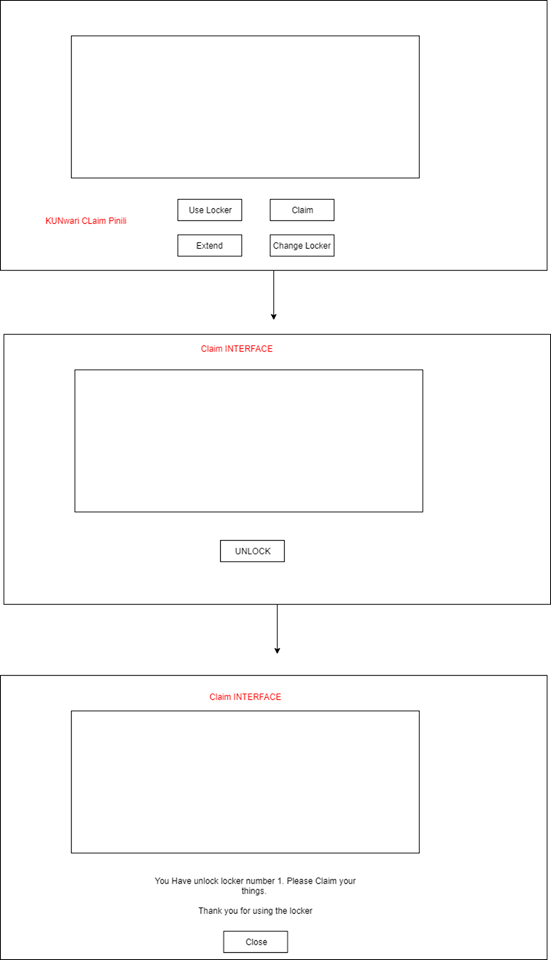 Use Locker
Claim
KUNwari CLaim Pinili
Extend
Change Locker
Claim INTERFACE
UNLOCK
Claim INTERFACE
You Have unlock locker number 1. Please Claim your
things.
Thank you for using the locker
Close